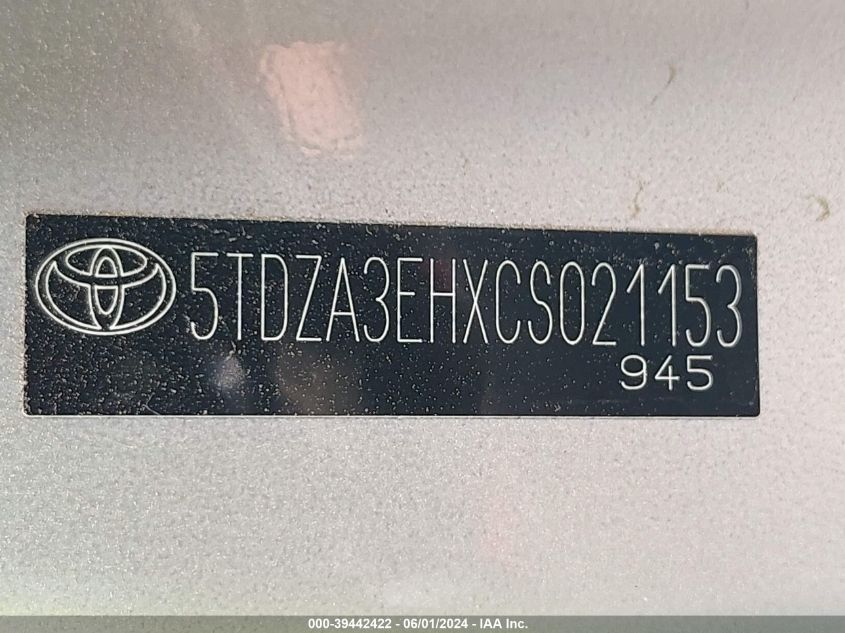 5TDZA3EHXCS021153
945
000-39442422 - 06/01/2024 - IAA Inc.